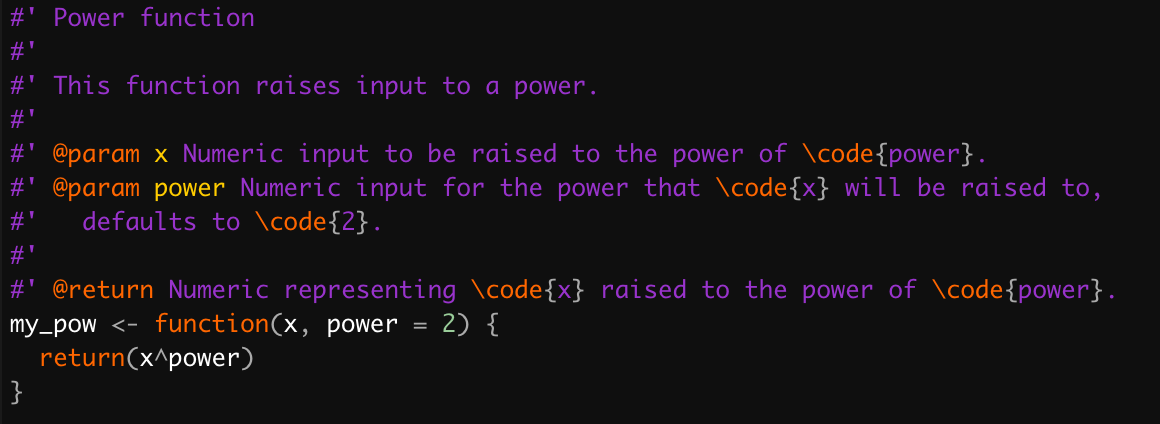 #' Power function
#'
#' This function raises input to a power.
#'
#' @param x Numeric input to be raised to the power of \code{power}.
#' @param power Numeric input for the power that \code{x} will be raised to,
#'   defaults to \code{2}.
#'
#' @return Numeric representing \code{x} raised to the power of \code{power}.
my_pow <- function(x, power = 2) {
  return(x^power)
}